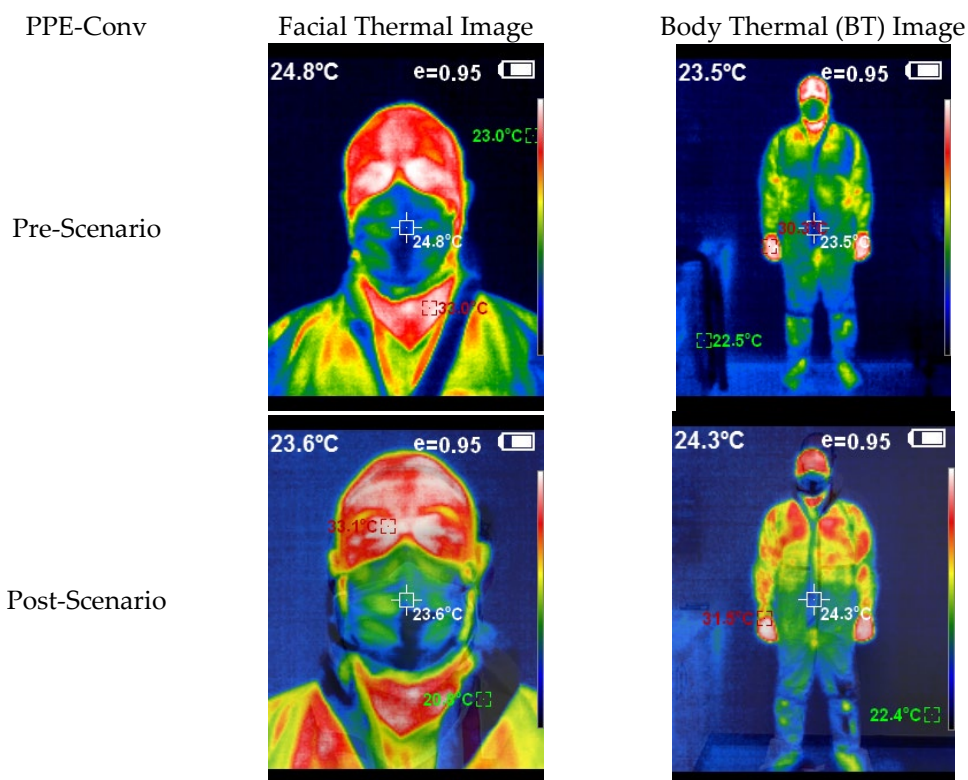 PPE-Conv Facial Thermal Image Body Thermal (BT) Image
24.8°C e=0.95
23.0°C
24.8°C
33.0°C
23.5°C e=0.95
30.3°C
23.5°C
22.5°C
Pre-Scenario
23.6°C e=0.95
33.1°C
23.6°C
24.3°C e=0.95
24.3°C
22.4°C
Post-Scenario